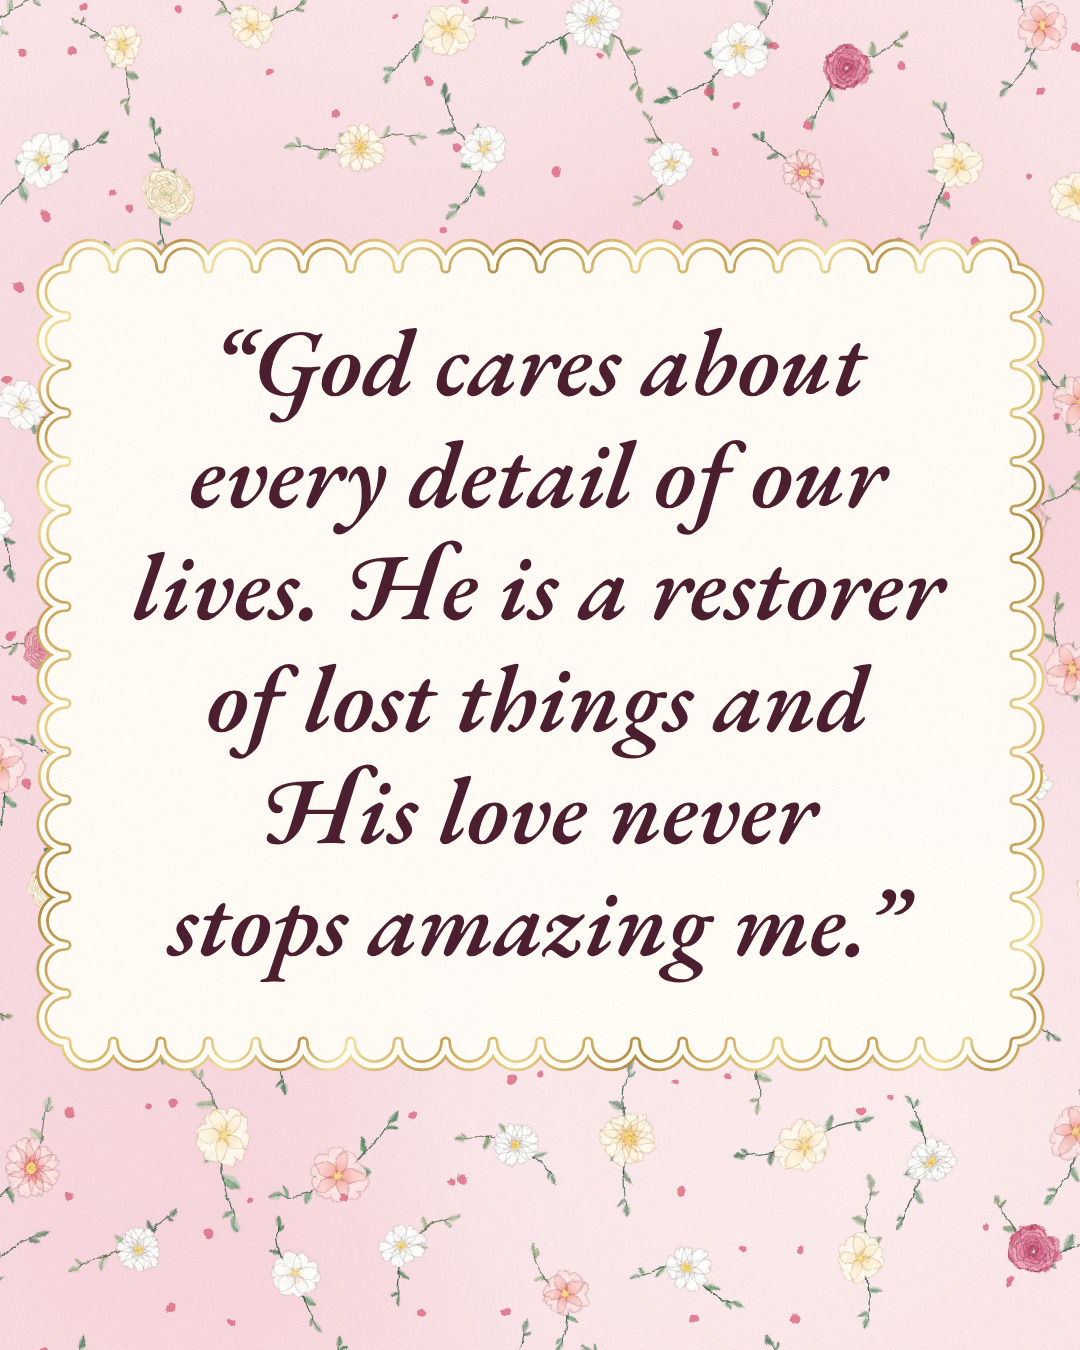 “God cares about
every detail of our
lives. He is a restorer
of lost things and
His love never
stops amazing me.”